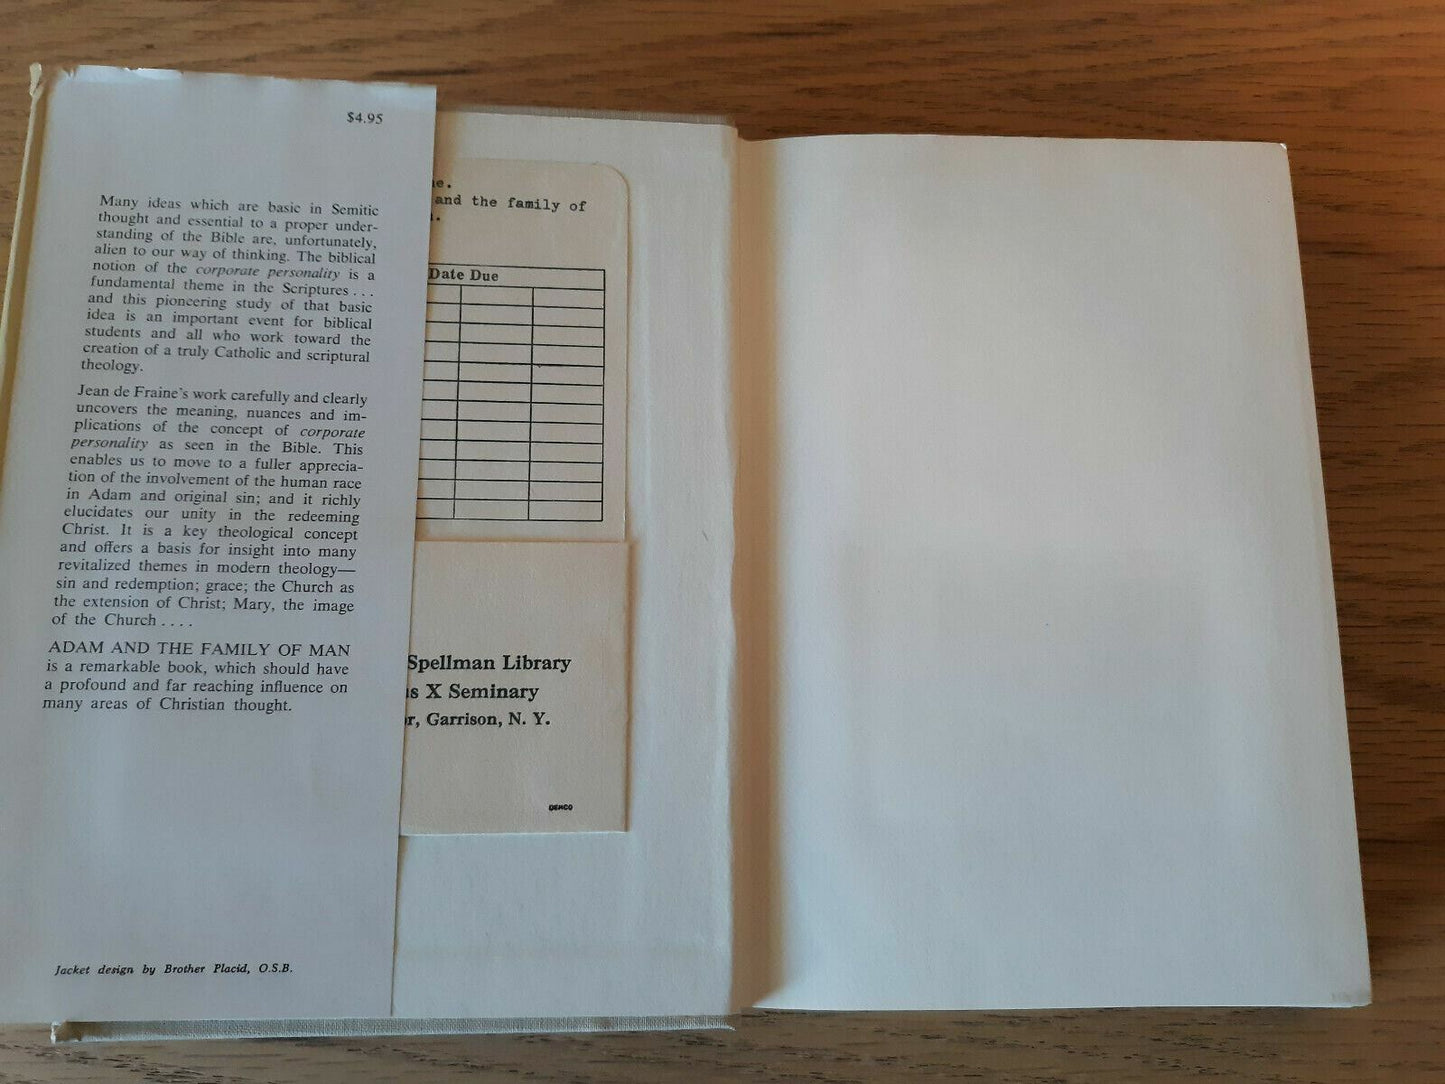 $4.95
Many ideas which are basic in Semitic
thought and essential to a proper under-
standing of the Bible are, unfortunately,
alien to our way of thinking. The biblical
notion of the corporate personality is a
fundamental theme in the Scriptures . . .
and this pioneering study of that basic
idea is an important event for biblical
students and all who work toward the
creation of a truly Catholic and scriptural
theology.
Jean de Fraine's work carefully and clearly
uncovers the meaning, nuances and im-
plications of the concept of corporate
personality as seen in the Bible. This
enables us to move to a fuller apprecia-
tion of the involvement of the human race
in Adam and original sin; and it richly
elucidates our unity in the redeeming
Christ. It is a key theological concept
and offers a basis for insight into many
revitalized themes in modern theology—
sin and redemption; grace; the Church as
the extension of Christ; Mary, the image
of the Church . . . .
ADAM AND THE FAMILY OF MAN
is a remarkable book, which should have
a profound and far reaching influence on
many areas of Christian thought.
Jacket design by Brother Placid, O.S.B.
and the family of
Date Due
Spellman Library
X Seminary
Garrison, N. Y.
DEMCO